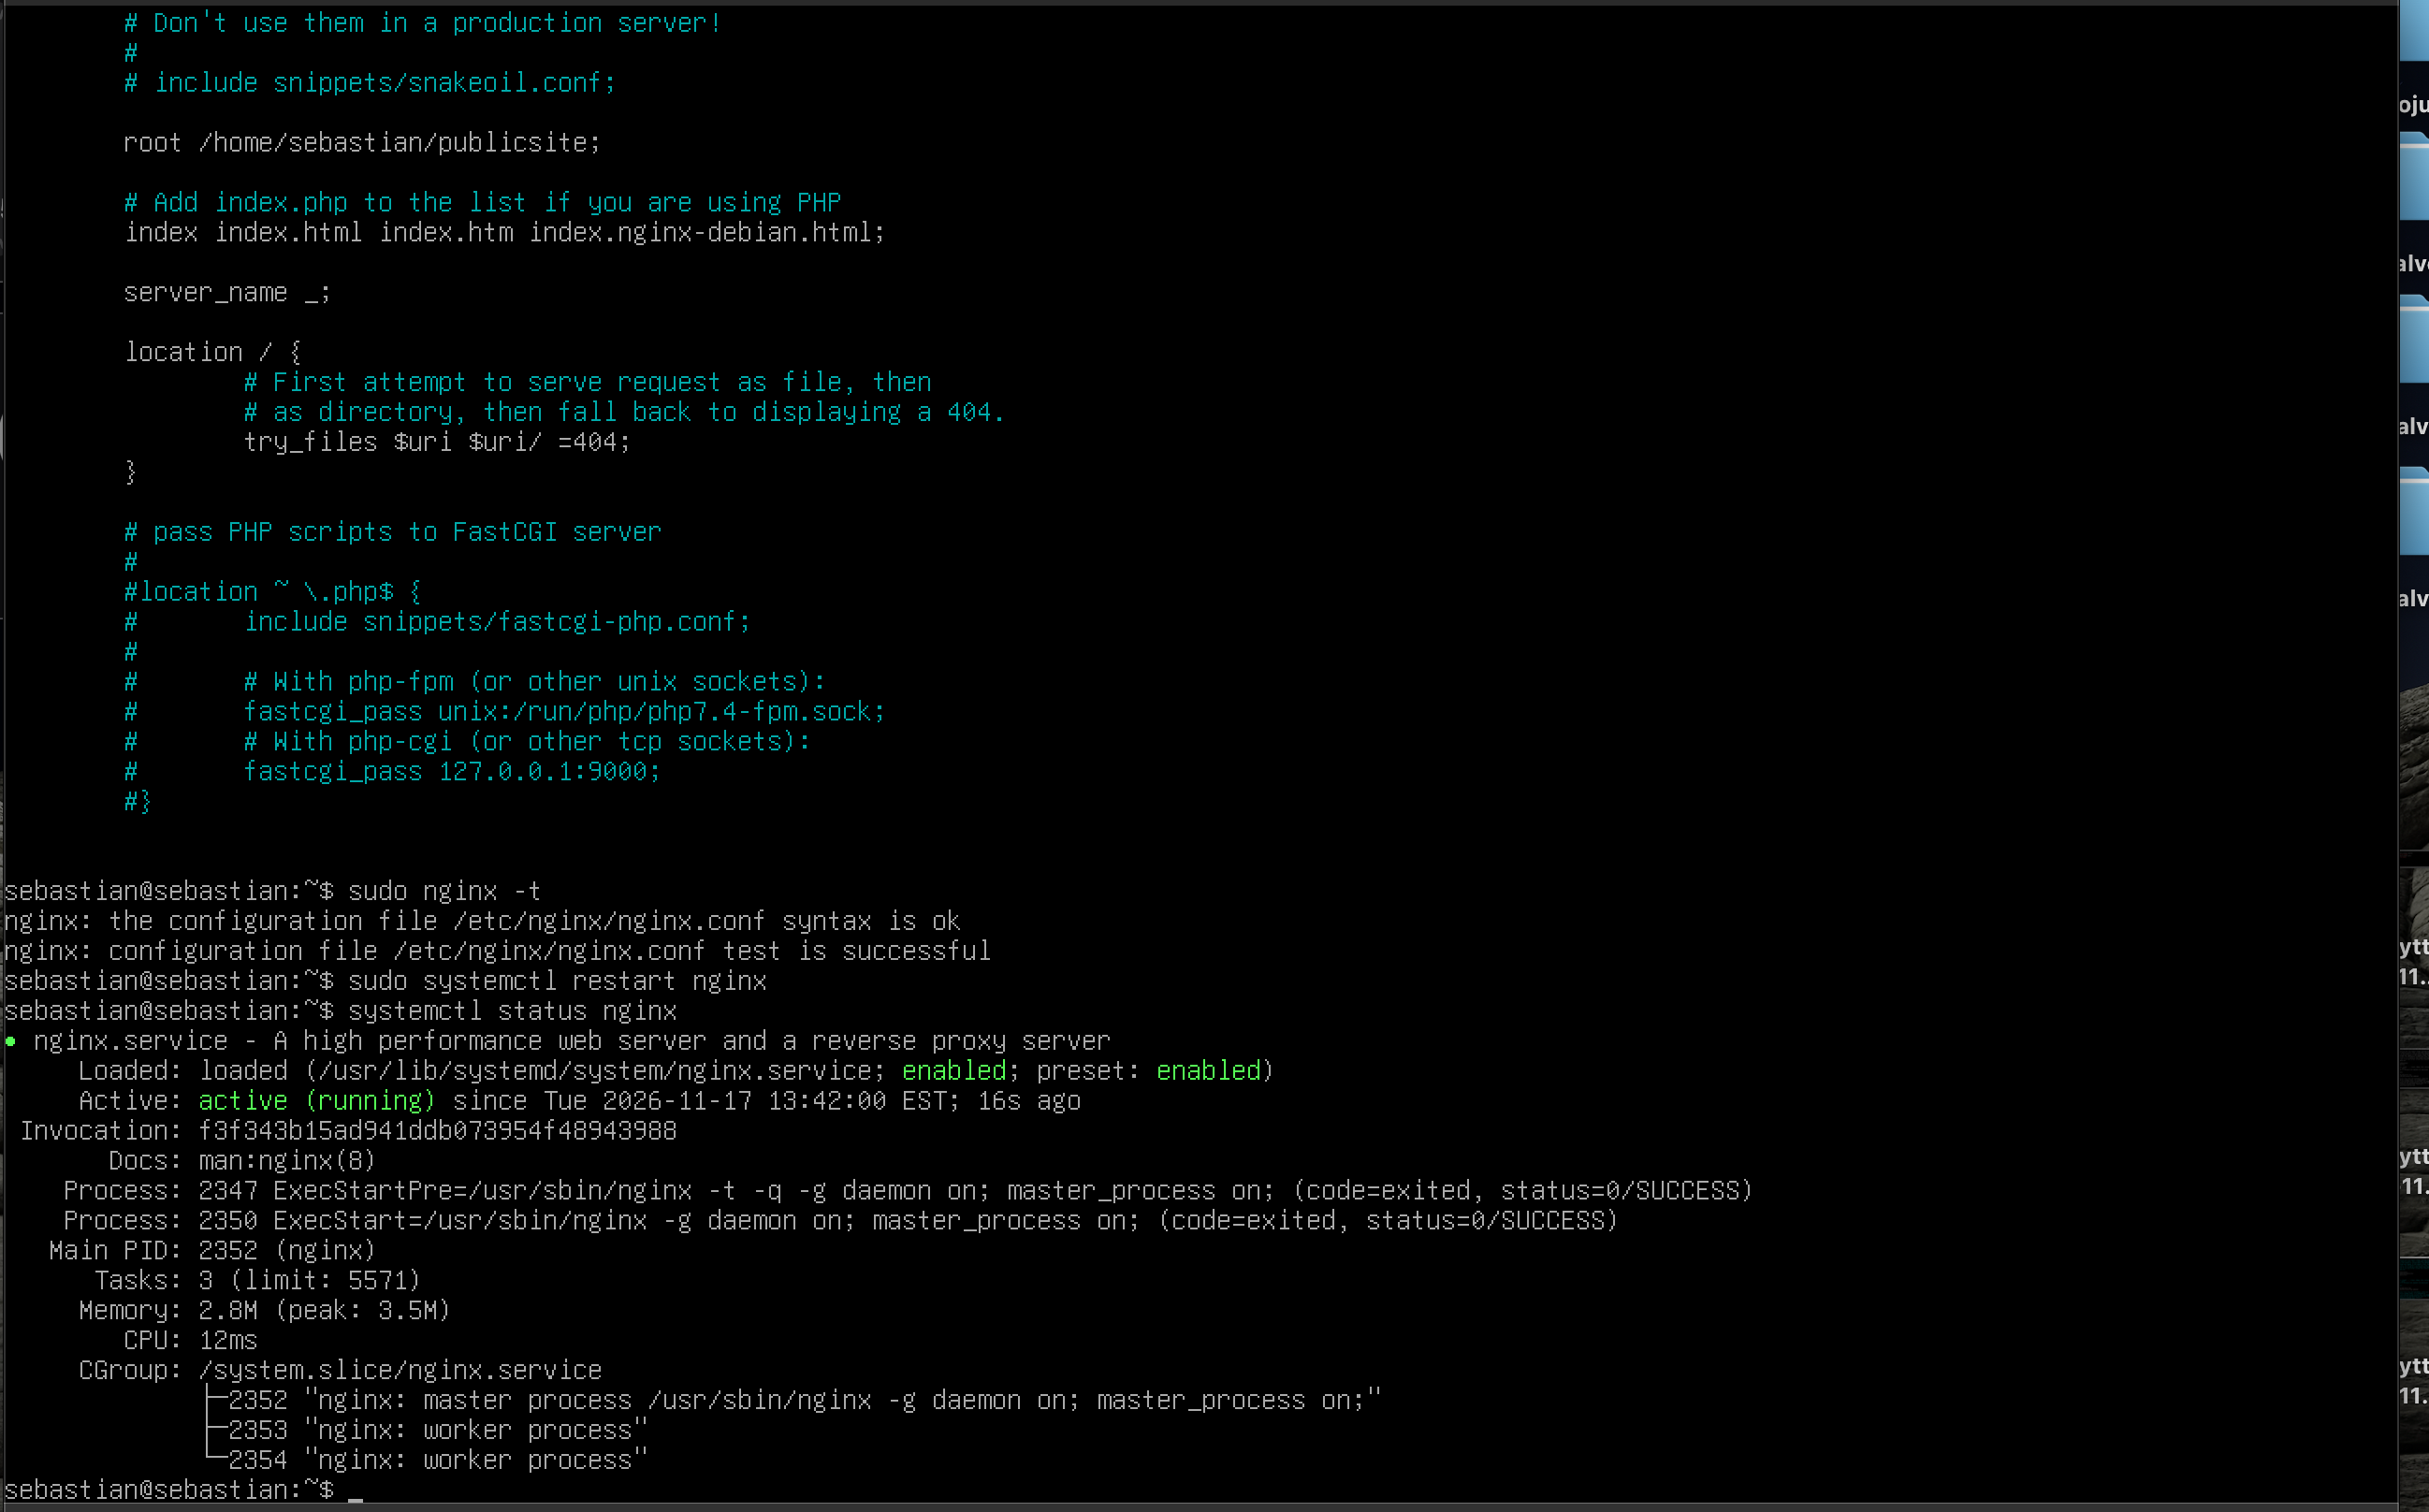 # Don't use them in a production server!
#
# include snippets/snakeoil.conf;
root /home/sebastian/publicsite;
# Add index.php to the list if you are using PHP
index index.html index.htm index.nginx-debian.html;
server_name _;
location / {
# First attempt to serve request as file, then
# as directory, then fall back to displaying a 404.
try_files $uri $uri/ =404;
}
# pass PHP scripts to FastCGI server
#
#location ~ \.php$ {
#       include snippets/fastcgi-php.conf;
#
#       # With php-fpm (or other unix sockets):
#       fastcgi_pass unix:/run/php/php7.4-fpm.sock;
#       # With php-cgi (or other tcp sockets):
#       fastcgi_pass 127.0.0.1:9000;
#}
sebastian@sebastian:~$ sudo nginx -t
nginx: the configuration file /etc/nginx/nginx.conf syntax is ok
nginx: configuration file /etc/nginx/nginx.conf test is successful
sebastian@sebastian:~$ sudo systemctl restart nginx
sebastian@sebastian:~$ systemctl status nginx
● nginx.service - A high performance web server and a reverse proxy server
Loaded: loaded (/usr/lib/systemd/system/nginx.service; enabled; preset: enabled)
Active: active (running) since Tue 2026-11-17 13:42:00 EST; 16s ago
Invocation: f3f343b15ad941ddb073954f48943988
Docs: man:nginx(8)
Process: 2347 ExecStartPre=/usr/sbin/nginx -t -q -g daemon on; master_process on; (code=exited, status=0/SUCCESS)
Process: 2350 ExecStart=/usr/sbin/nginx -g daemon on; master_process on; (code=exited, status=0/SUCCESS)
Main PID: 2352 (nginx)
Tasks: 3 (limit: 5571)
Memory: 2.8M (peak: 3.5M)
CPU: 12ms
CGroup: /system.slice/nginx.service
├─2352 "nginx: master process /usr/sbin/nginx -g daemon on; master_process on;"
├─2353 "nginx: worker process"
└─2354 "nginx: worker process"
sebastian@sebastian:~$ _